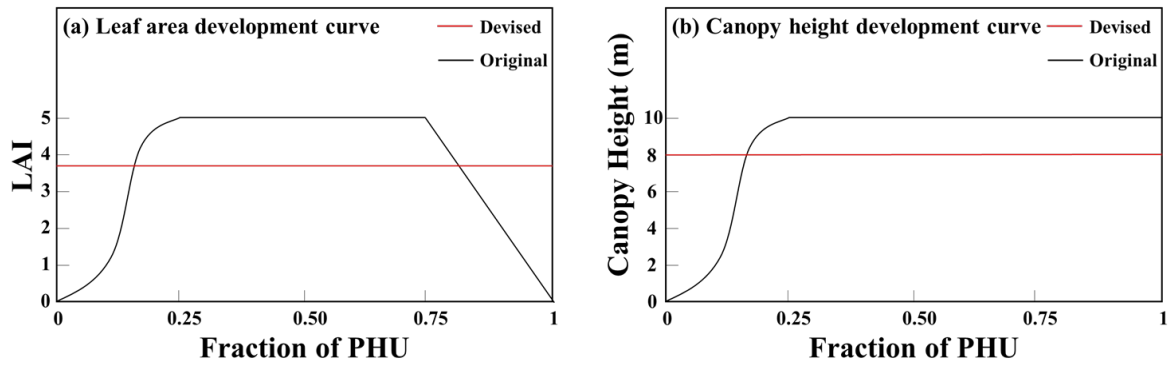 (a) Leaf area development curve
Devised
Original
LAI
5
4
3
2
1
0
0 0.25 0.50 0.75 1
Fraction of PHU
(b) Canopy height development curve
Devised
Original
Canopy Height (m)
10
8
6
4
2
0
0 0.25 0.50 0.75 1
Fraction of PHU